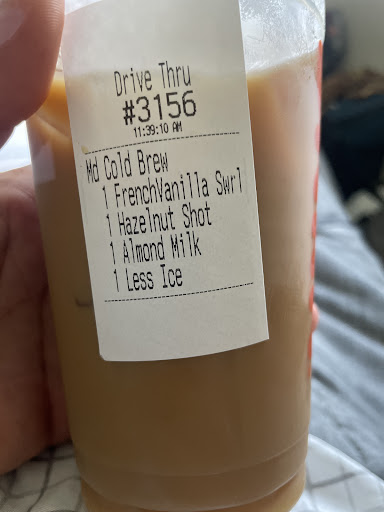 Drive Thru
#3156
11:39:10 AM
Md Cold Brew
1 FrenchVanilla Swrl
1 Hazelnut Shot
1 Almond Milk
1 Less Ice